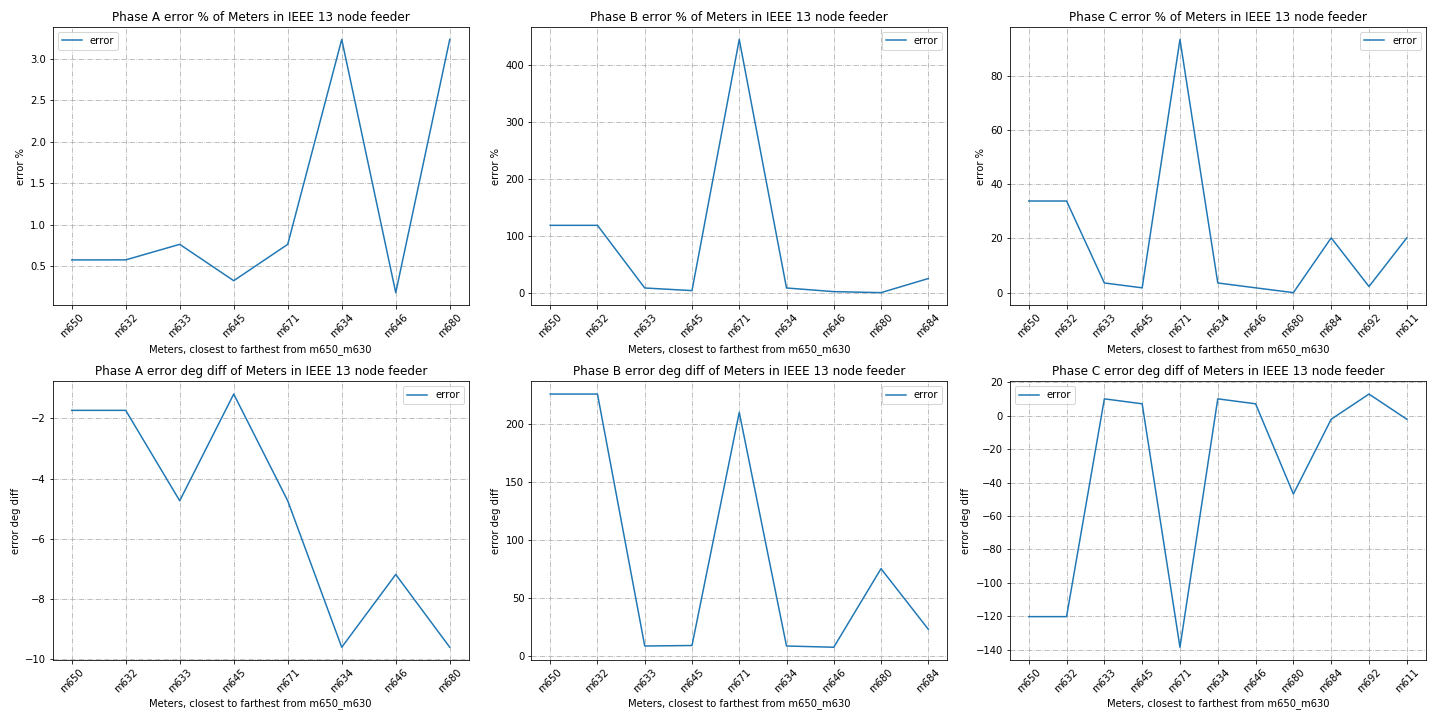 Phase A error % of Meters in IEEE 13 node feeder
error
3.0
2.5
2.0
1.5
1.0
0.5
error %
m650 m632 m633 m645 m671 m634 m646 m680
Meters, closest to farthest from m650_m630
Phase B error % of Meters in IEEE 13 node feeder
error
400
300
200
100
0
error %
m650 m632 m633 m645 m671 m634 m646 m680 m684
Meters, closest to farthest from m650_m630
Phase C error % of Meters in IEEE 13 node feeder
error
80
60
40
20
0
error %
m650 m632 m633 m645 m671 m634 m646 m680 m684 m692 m611
Meters, closest to farthest from m650_m630
Phase A error deg diff of Meters in IEEE 13 node feeder
error
−2
−4
−6
−8
−10
error deg diff
m650 m632 m633 m645 m671 m634 m646 m680
Meters, closest to farthest from m650_m630
Phase B error deg diff of Meters in IEEE 13 node feeder
error
200
150
100
50
0
error deg diff
m650 m632 m633 m645 m671 m634 m646 m680 m684
Meters, closest to farthest from m650_m630
Phase C error deg diff of Meters in IEEE 13 node feeder
error
20
0
−20
−40
−60
−80
−100
−120
−140
error deg diff
m650 m632 m633 m645 m671 m634 m646 m680 m684 m692 m611
Meters, closest to farthest from m650_m630